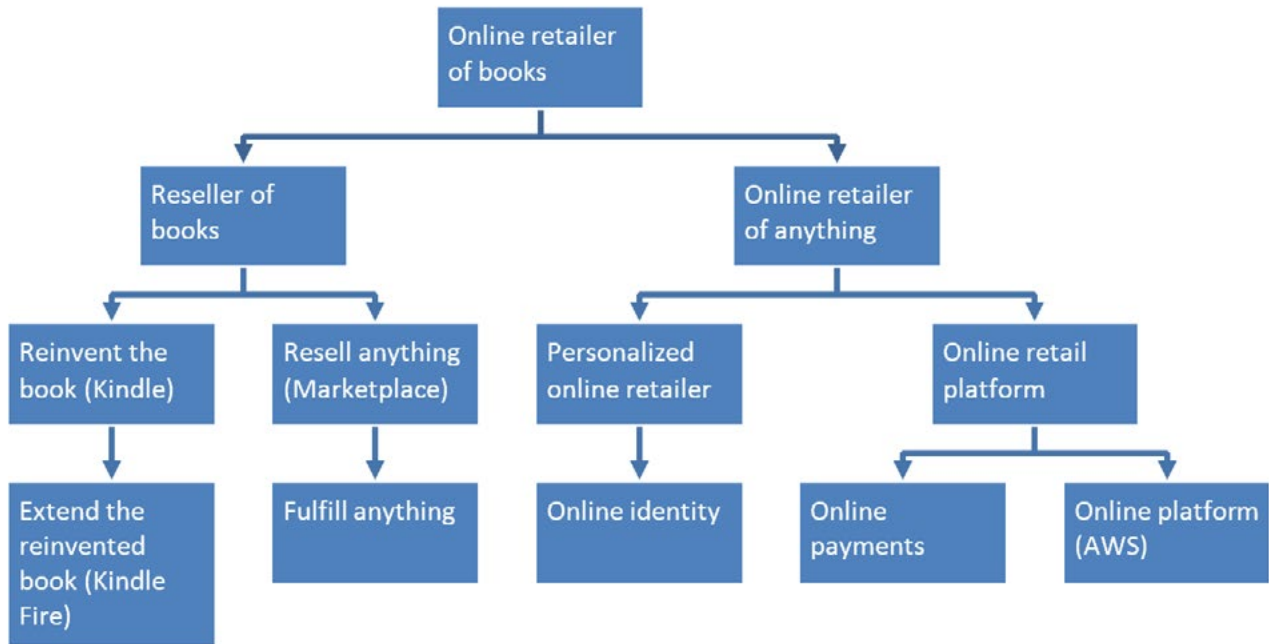 Online retailer
of books
Reseller of
books
Online retailer
of anything
Reinvent the
book (Kindle)
Resell anything
(Marketplace)
Personalized
online retailer
Online retail
platform
Extend the
reinvented
book (Kindle
Fire)
Fulfill anything
Online identity
Online
payments
Online platform
(AWS)